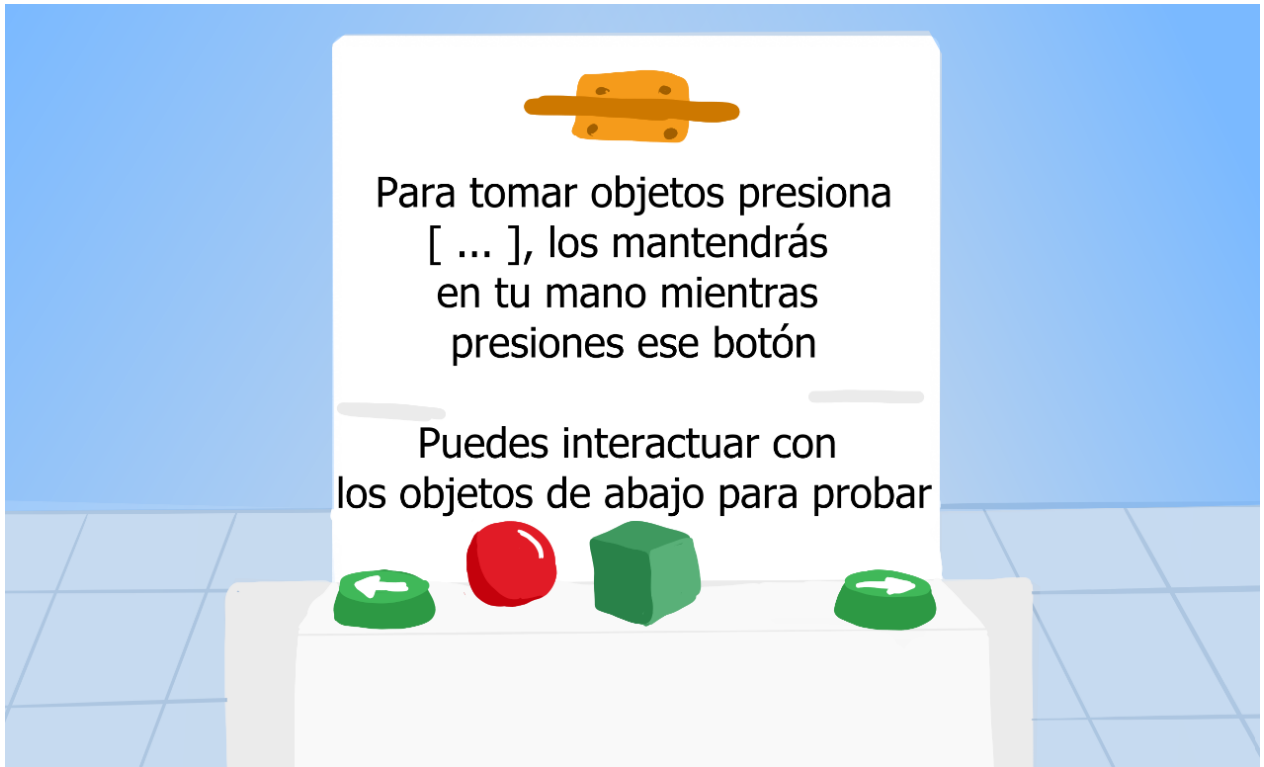 Para tomar objetos presiona
[ ... ], los mantendrás
en tu mano mientras
presiones ese botón
Puedes interactuar con
los objetos de abajo para probar